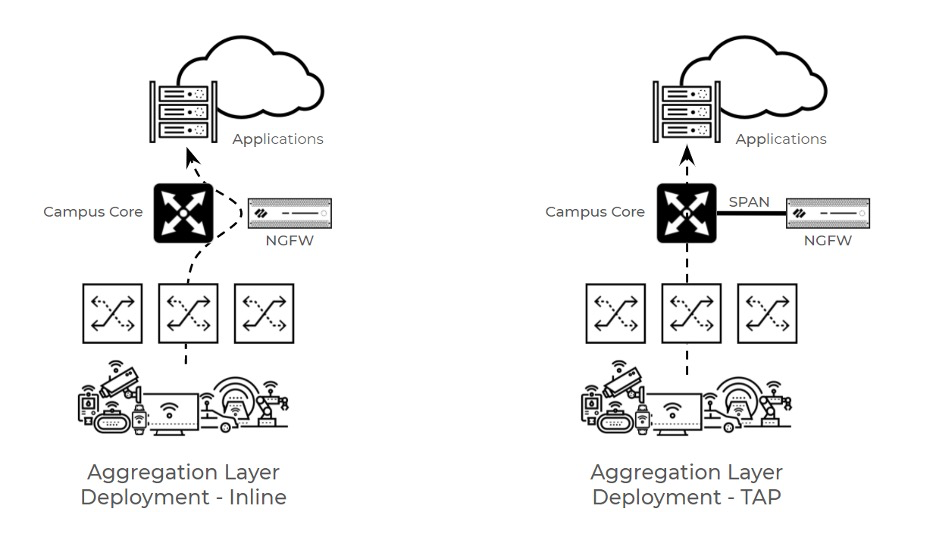 Applications
Campus Core
NGFW
Aggregation Layer
Deployment - Inline
Applications
Campus Core
SPAN
NGFW
Aggregation Layer
Deployment - TAP